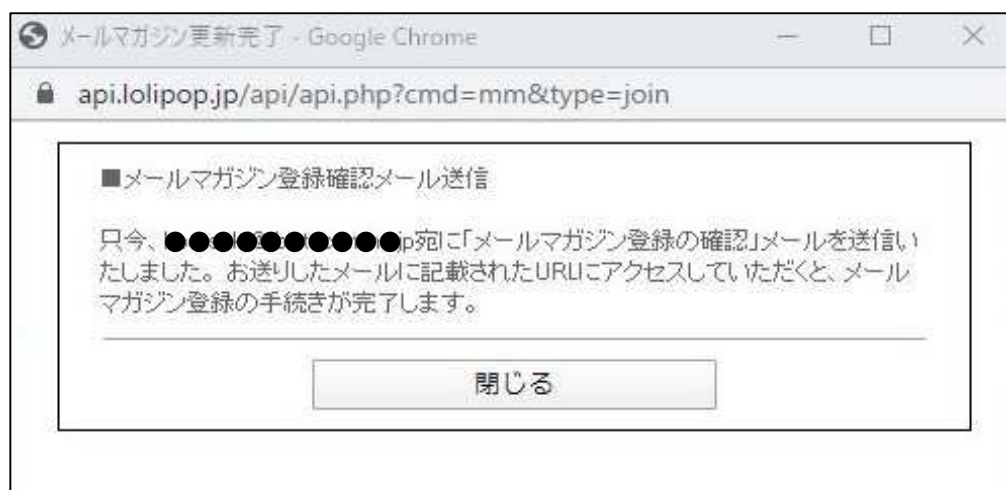 メールマガジン更新完了 - Google Chrome
api.lolipop.jp/api/api.php?cmd=mm&type=join
■メールマガジン登録確認メール送信
只今、●●●●●●●●●●jp宛に「メールマガジン登録の確認」メールを送信い
たしました。お送りしたメールに記載されたURLにアクセスしていただくと、メール
マガジン登録の手続きが完了します。
閉じる